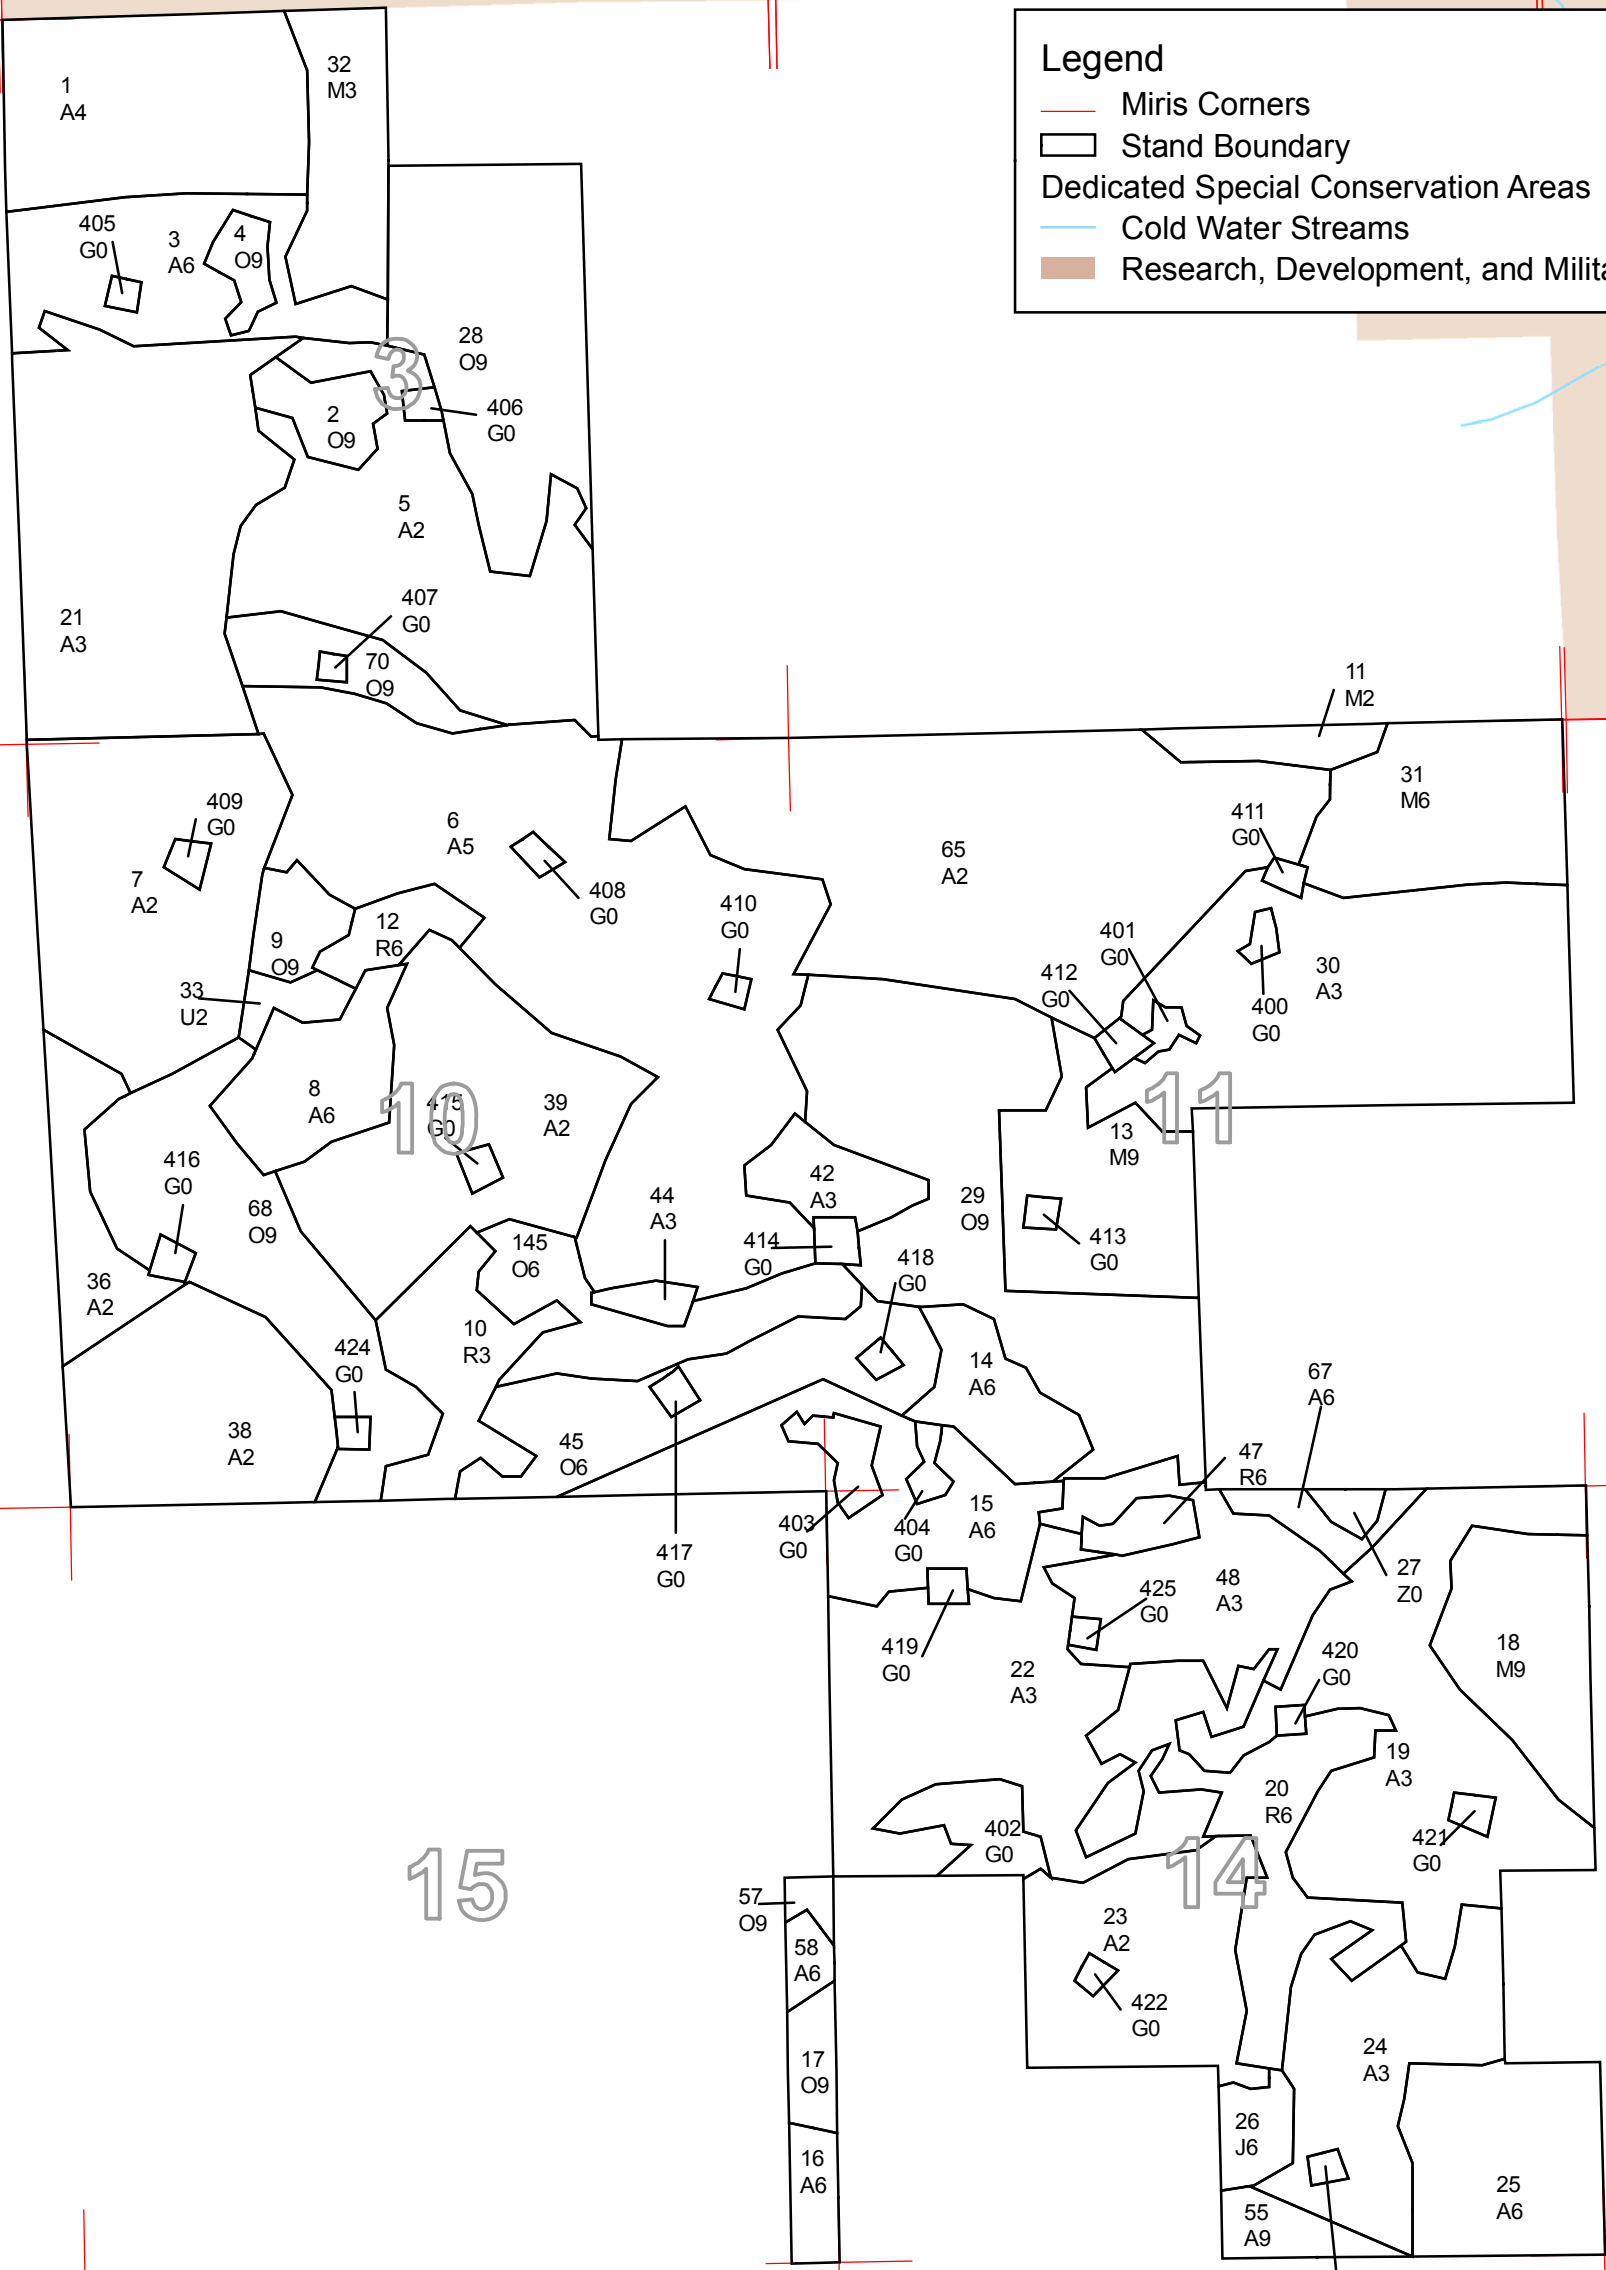 Legend
Miris Corners
Stand Boundary
Dedicated Special Conservation Areas
Cold Water Streams
Research, Development, and Milita
1
A4
32
M3
405
G0
3
A6
4
O9
3
28
O9
2
O9
406
G0
5
A2
21
A3
407
G0
70
O9
11
M2
31
M6
409
G0
6
A5
411
G0
65
A2
7
A2
408
G0
410
G0
12
R6
9
O9
401
G0
412
G0
30
A3
33
U2
400
G0
8
A6
10
415
G0
39
A2
11
13
M9
416
G0
42
A3
44
A3
29
O9
68
O9
145
O6
414
G0
413
G0
418
G0
36
A2
10
R3
424
G0
14
A6
67
A6
38
A2
45
O6
47
R6
403
G0
404
G0
15
A6
417
G0
27
Z0
48
A3
425
G0
419
G0
420
G0
18
M9
22
A3
19
A3
20
R6
402
G0
421
G0
15
14
57
O9
23
A2
58
A6
422
G0
24
A3
17
O9
26
J6
16
A6
25
A6
55
A9